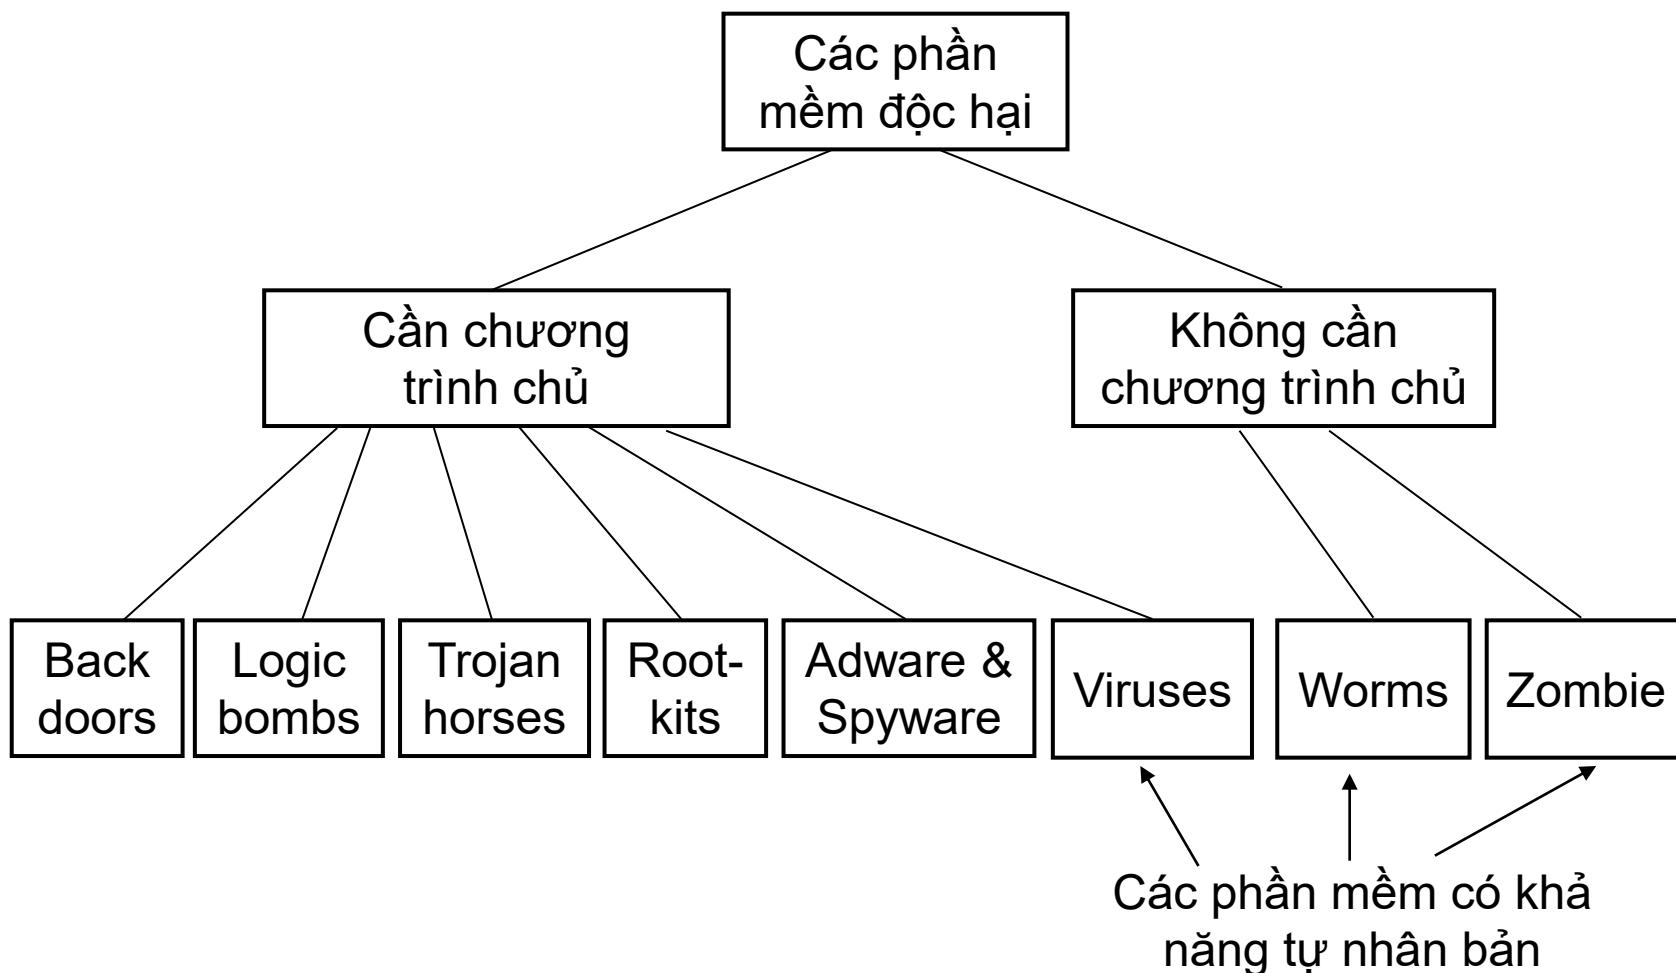 Các phần
mềm độc hại
Cần chương
trình chủ
Không cần
chương trình chủ
Back
doors
Logic
bombs
Trojan
horses
Root-
kits
Adware &
Spyware
Viruses
Worms
Zombie
Các phần mềm có khả
năng tự nhân bản